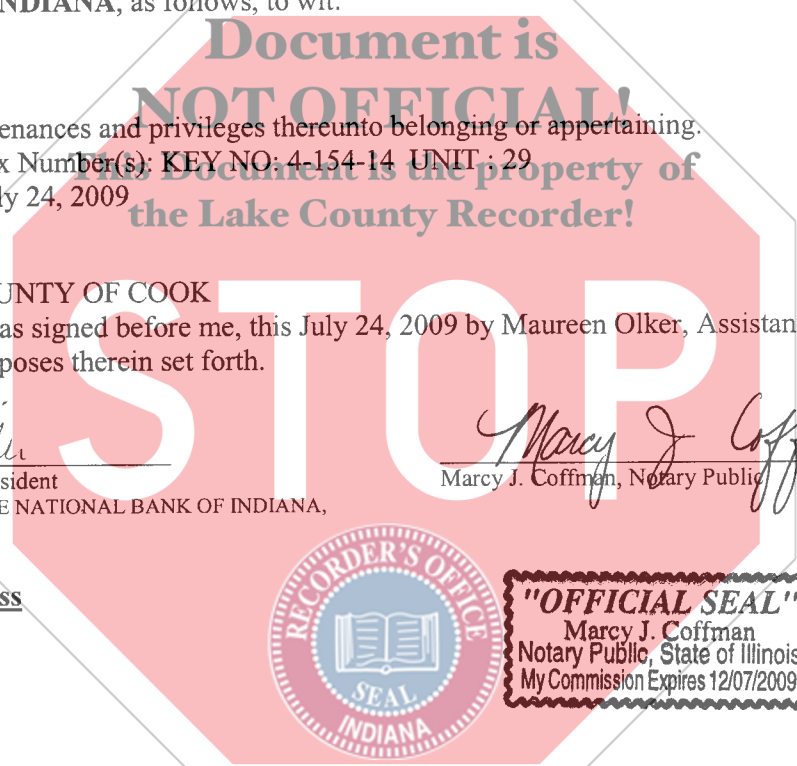 NDIANA, as follows, to wit:
Document is
NOT OFFICIAL!
enances and privileges thereunto belonging or appertaining.
x Number(s): KEY NO: 4-154-14 UNIT : 29
This Document is the property of
ly 24, 2009
the Lake County Recorder!
UNTY OF COOK
as signed before me, this July 24, 2009 by Maureen Olker, Assistan
poses therein set forth.
STOP
Marcy J. Coff
sident
Marcy J. Coffman, Notary Public
E NATIONAL BANK OF INDIANA,
ss
RECORDER'S OFFICE
SEAL
INDIANA
"OFFICIAL SEAL"
Marcy J. Coffman
Notary Public, State of Illinois
My Commission Expires 12/07/2009